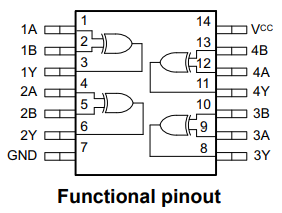 1A 1 14 VCC
1B 2 13 4B
1Y 3 12 4A
2A 4 11 4Y
2B 5 10 3B
2Y 6 9 3A
GND 7 8 3Y
Functional pinout